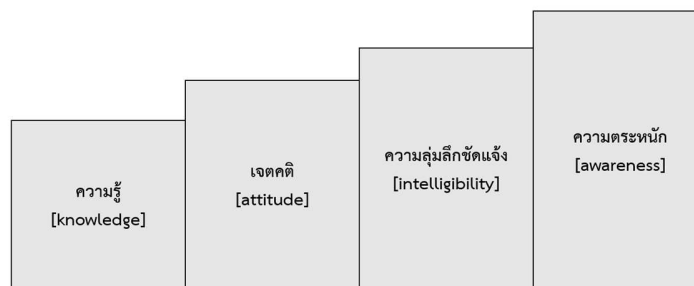 ความรู้
[knowledge]
เจตคติ
[attitude]
ความลุ่มลึกชัดแจ้ง
[intelligibility]
ความตระหนัก
[awareness]